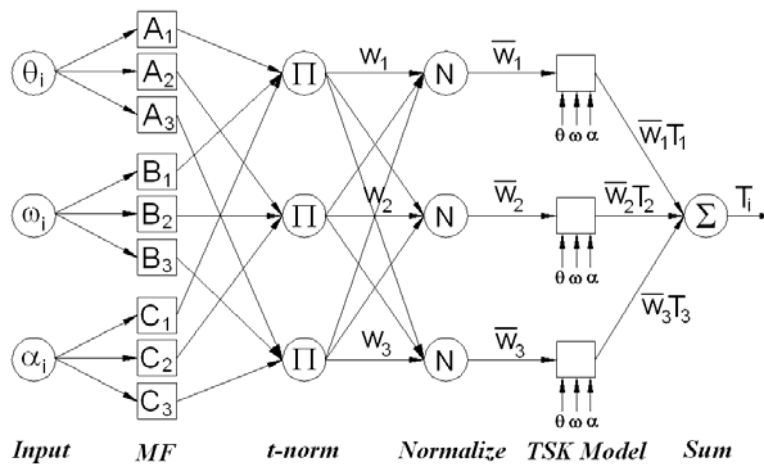 A₁
θᵢ A₂
A₃
Π w₁ N w̅₁
θ ω α
w̅₁T₁
B₁
ωᵢ B₂
B₃
Π w₂ N w̅₂
θ ω α
w̅₂T₂ Σ Tᵢ
C₁
αᵢ C₂
C₃
Π w₃ N w̅₃
θ ω α
w̅₃T₃
Input MF t-norm Normalize TSK Model Sum